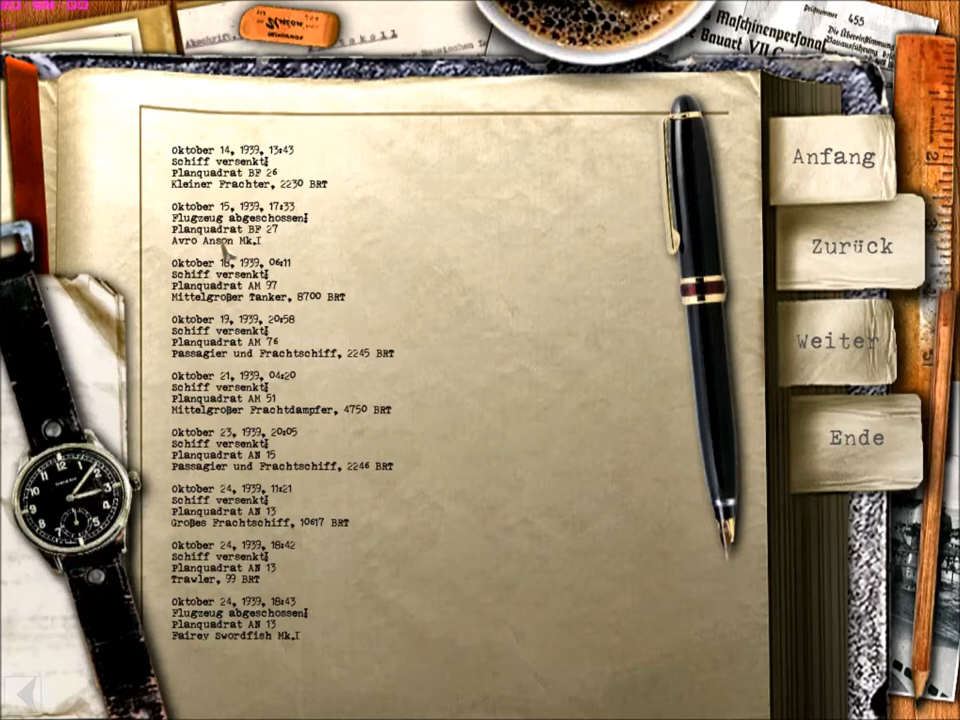 Abschrift.
Prüfnummer 455
Die Übereinstimmung
Maschinenpersonal
Bauart VII C
Oktober 14, 1939, 13:43
Schiff versenkt!
Planquadrat BF 26
Kleiner Frachter, 2230 BRT
Oktober 15, 1939, 17:33
Flugzeug abgeschossen!
Planquadrat BF 27
Avro Anson Mk.I
Oktober 18, 1939, 06:11
Schiff versenkt!
Planquadrat AM 97
Mittelgroßer Tanker, 8700 BRT
Oktober 19, 1939, 20:58
Schiff versenkt!
Planquadrat AM 76
Passagier und Frachtschiff, 2245 BRT
Oktober 21, 1939, 04:20
Schiff versenkt!
Planquadrat AM 51
Mittelgroßer Frachtdampfer, 4750 BRT
Oktober 23, 1939, 20:05
Schiff versenkt!
Planquadrat AN 15
Passagier und Frachtschiff, 2246 BRT
Oktober 24, 1939, 11:21
Schiff versenkt!
Planquadrat AN 13
Großes Frachtschiff, 10617 BRT
Oktober 24, 1939, 18:42
Schiff versenkt!
Planquadrat AN 13
Trawler, 99 BRT
Oktober 24, 1939, 18:43
Flugzeug abgeschossen!
Planquadrat AN 13
Fairey Swordfish Mk.I
Anfang
Zurück
Weiter
Ende